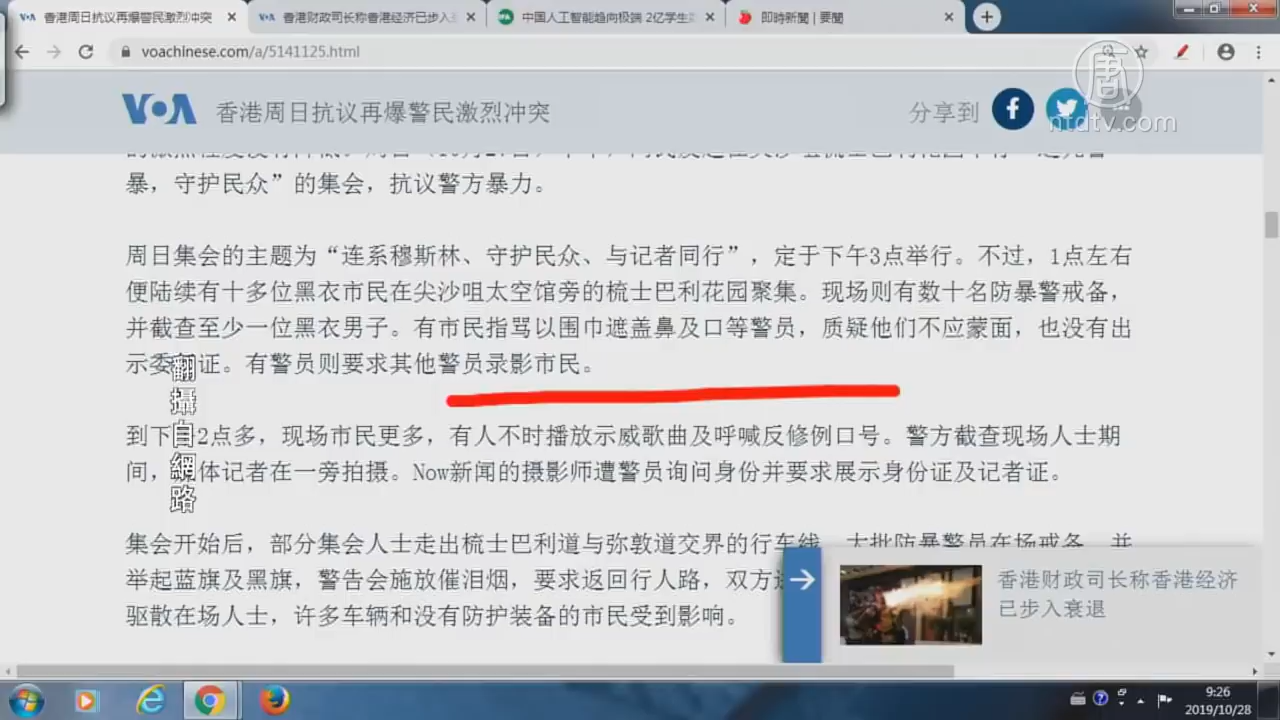 香港周日抗议再爆警民激烈冲突
香港财政司长称香港经济已步入
中国人工智能趋向极端 2亿学生
即時新聞 | 要聞
voachinese.com/a/5141125.html
VOA
香港周日抗议再爆警民激烈冲突
分享到
唐
ntdtv.com
暴，守护民众”的集会，抗议警方暴力。
周日集会的主题为“连系穆斯林、守护民众、与记者同行”，定于下午3点举行。不过，1点左右
便陆续有十多位黑衣市民在尖沙咀太空馆旁的梳士巴利花园聚集。现场则有数十名防暴警戒备，
并截查至少一位黑衣男子。有市民指骂以围巾遮盖鼻及口等警员，质疑他们不应蒙面，也没有出
示委 证。有警员则要求其他警员录影市民。
到下 2点多，现场市民更多，有人不时播放示威歌曲及呼喊反修例口号。警方截查现场人士期
间， 体记者在一旁拍摄。Now新闻的摄影师遭警员询问身份并要求展示身份证及记者证。
集会开始后，部分集会人士走出梳士巴利道与弥敦道交界的行车线，大批防暴警员在场戒备，并
举起蓝旗及黑旗，警告会施放催泪烟，要求返回行人路，双方
驱散在场人士，许多车辆和没有防护装备的市民受到影响。
翻攝自網路
香港财政司长称香港经济
已步入衰退
9:26
2019/10/28